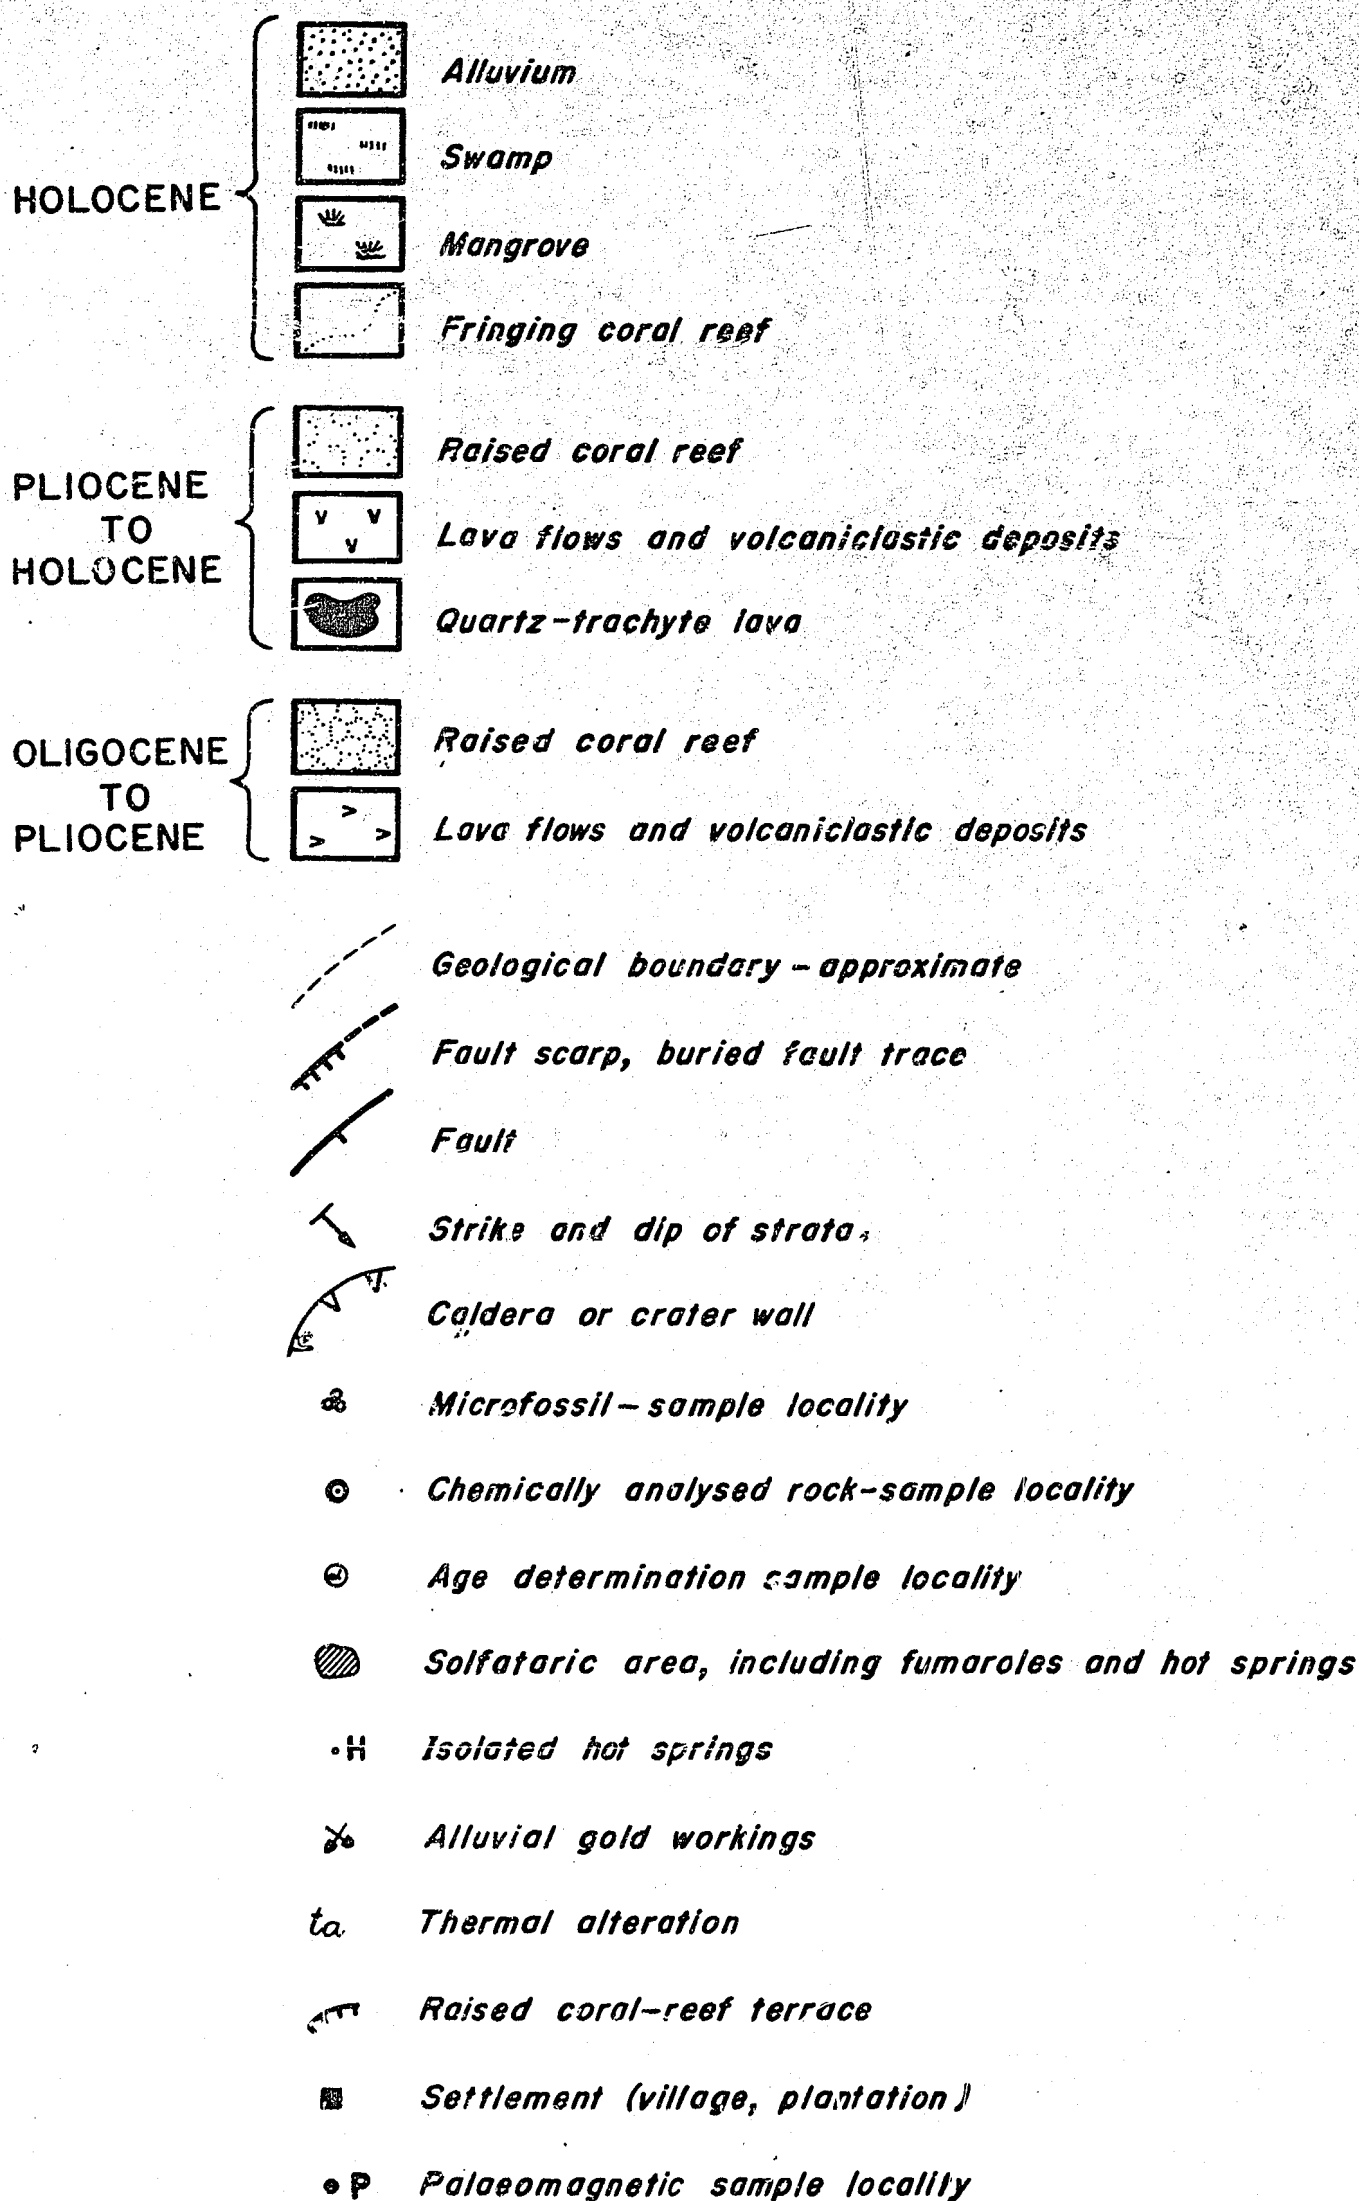 HOLOCENE
Alluvium
Swamp
Mangrove
Fringing coral reef
PLIOCENE
TO
HOLOCENE
Raised coral reef
Lava flows and volcaniclastic deposits
Quartz-trachyte lava
OLIGOCENE
TO
PLIOCENE
Raised coral reef
Lava flows and volcaniclastic deposits
Geological boundary - approximate
Fault scarp, buried fault trace
Fault
Strike and dip of strata
Caldera or crater wall
Microfossil - sample locality
Chemically analysed rock-sample locality
Age determination sample locality
Solfataric area, including fumaroles and hot springs
H Isolated hot springs
Alluvial gold workings
ta Thermal alteration
Raised coral-reef terrace
Settlement (village, plantation)
P Palaeomagnetic sample locality